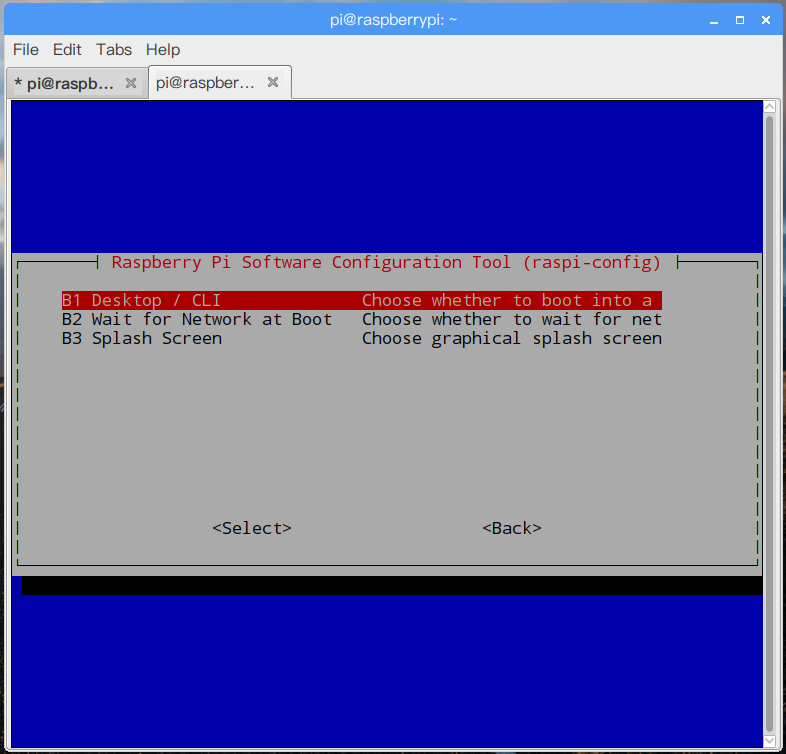 pi@raspberrypi: ~
File Edit Tabs Help
* pi@raspb... pi@raspber...
Raspberry Pi Software Configuration Tool (raspi-config)
B1 Desktop / CLI Choose whether to boot into a
B2 Wait for Network at Boot Choose whether to wait for net
B3 Splash Screen Choose graphical splash screen
<Select> <Back>